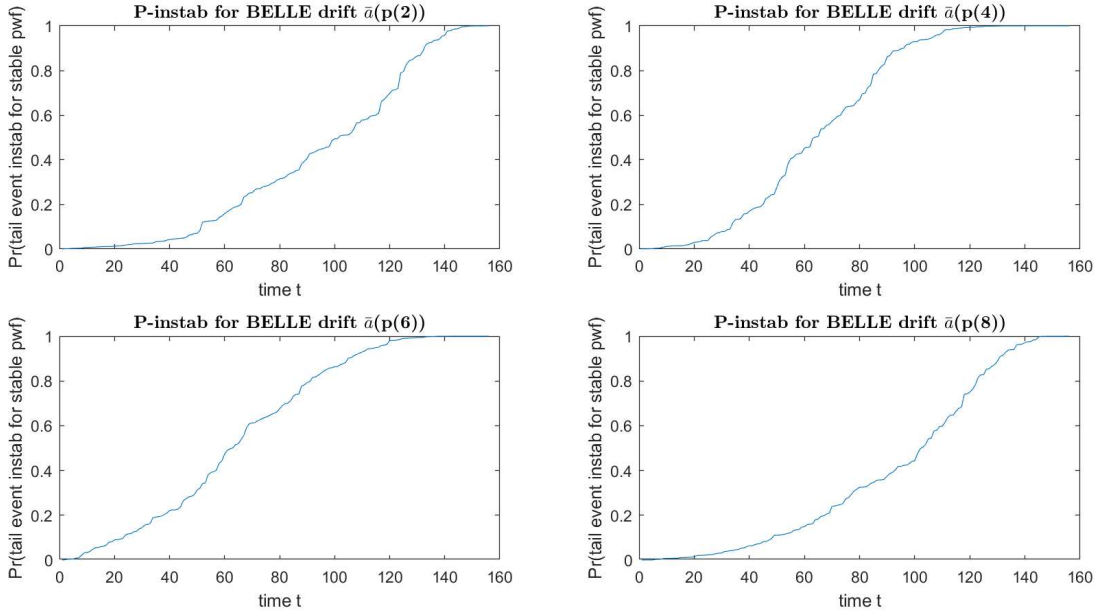 P-instab for BELLE drift ā(p(2))
Pr(tail event instab for stable pwf)
1
0.8
0.6
0.4
0.2
0
0 20 40 60 80 100 120 140 160
time t
P-instab for BELLE drift ā(p(4))
Pr(tail event instab for stable pwf)
1
0.8
0.6
0.4
0.2
0
0 20 40 60 80 100 120 140 160
time t
P-instab for BELLE drift ā(p(6))
Pr(tail event instab for stable pwf)
1
0.8
0.6
0.4
0.2
0
0 20 40 60 80 100 120 140 160
time t
P-instab for BELLE drift ā(p(8))
Pr(tail event instab for stable pwf)
1
0.8
0.6
0.4
0.2
0
0 20 40 60 80 100 120 140 160
time t